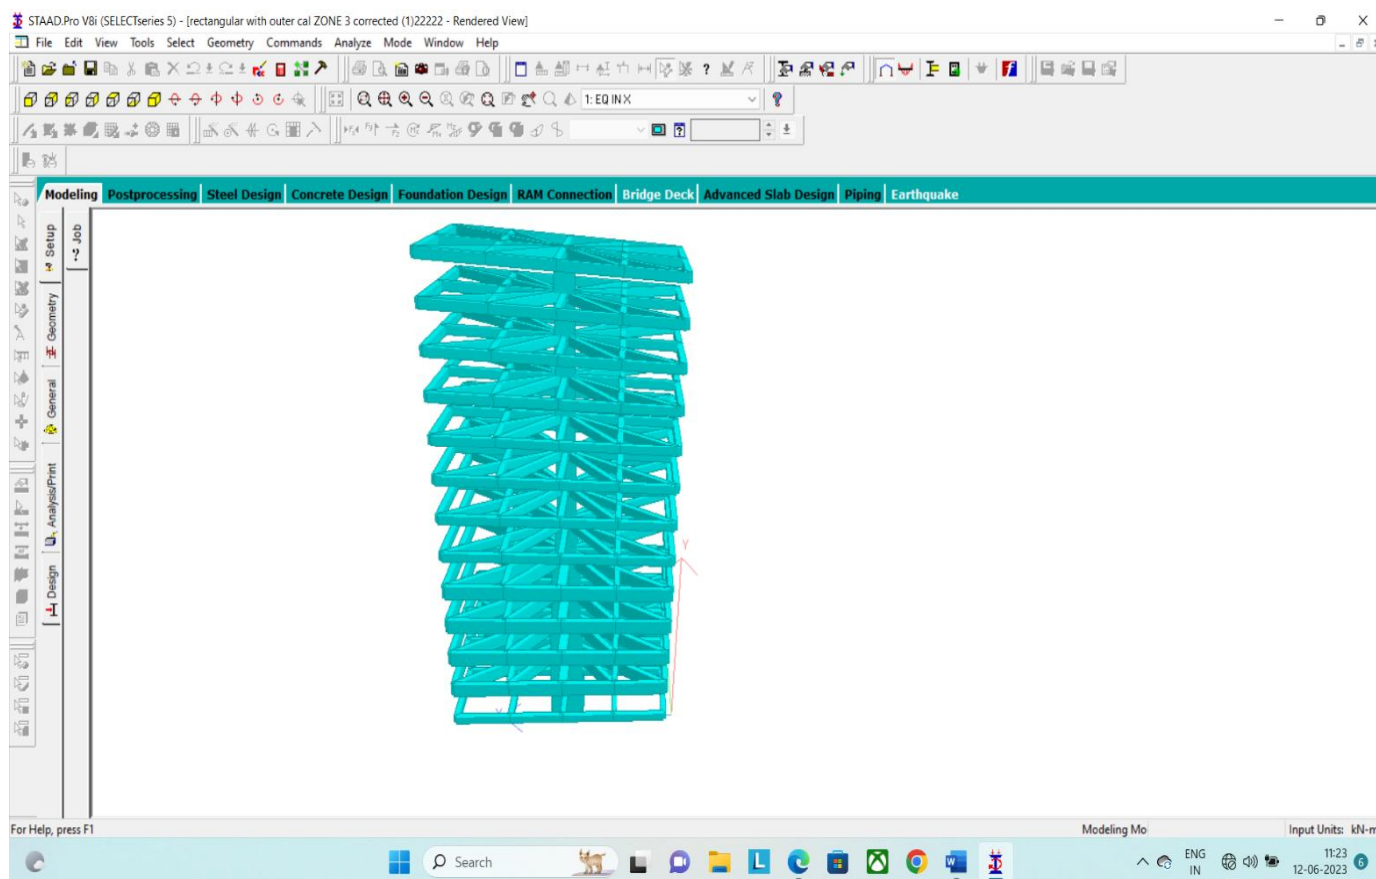 STAAD.Pro V8i (SELECTseries 5) - [rectangular with outer cal ZONE 3 corrected (1)22222 - Rendered View]
File Edit View Tools Select Geometry Commands Analyze Mode Window Help
1: EQ IN X
Modeling Postprocessing Steel Design Concrete Design Foundation Design RAM Connection Bridge Deck Advanced Slab Design Piping Earthquake
Setup
Job
Geometry
General
Analysis/Print
Design
Y
X
For Help, press F1
Modeling Mo
Input Units: kN-m
Search
ENG
IN
11:23
12-06-2023
6